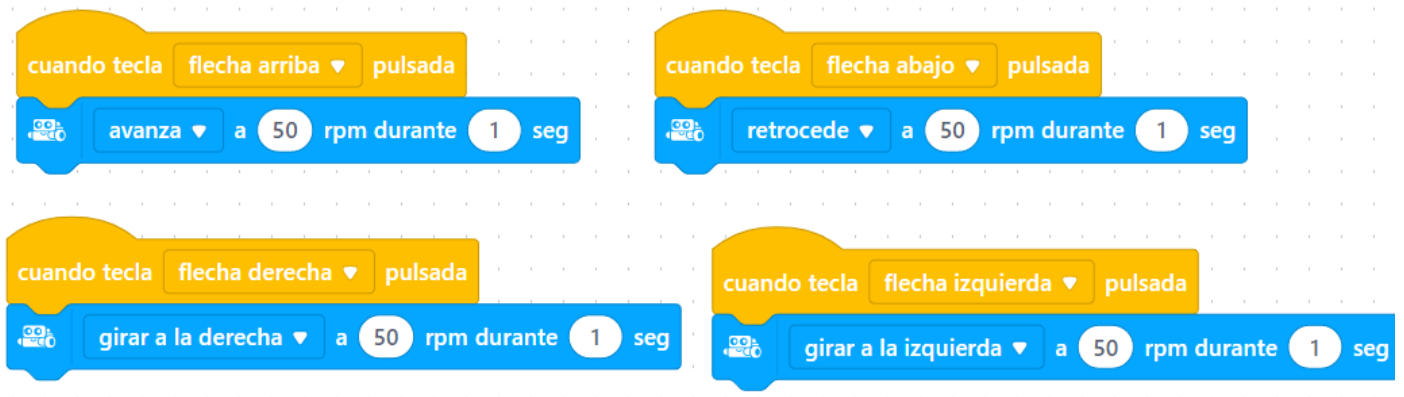 cuando tecla flecha arriba pulsada
avanza a 50 rpm durante 1 seg
cuando tecla flecha abajo pulsada
retrocede a 50 rpm durante 1 seg
cuando tecla flecha derecha pulsada
girar a la derecha a 50 rpm durante 1 seg
cuando tecla flecha izquierda pulsada
girar a la izquierda a 50 rpm durante 1 seg